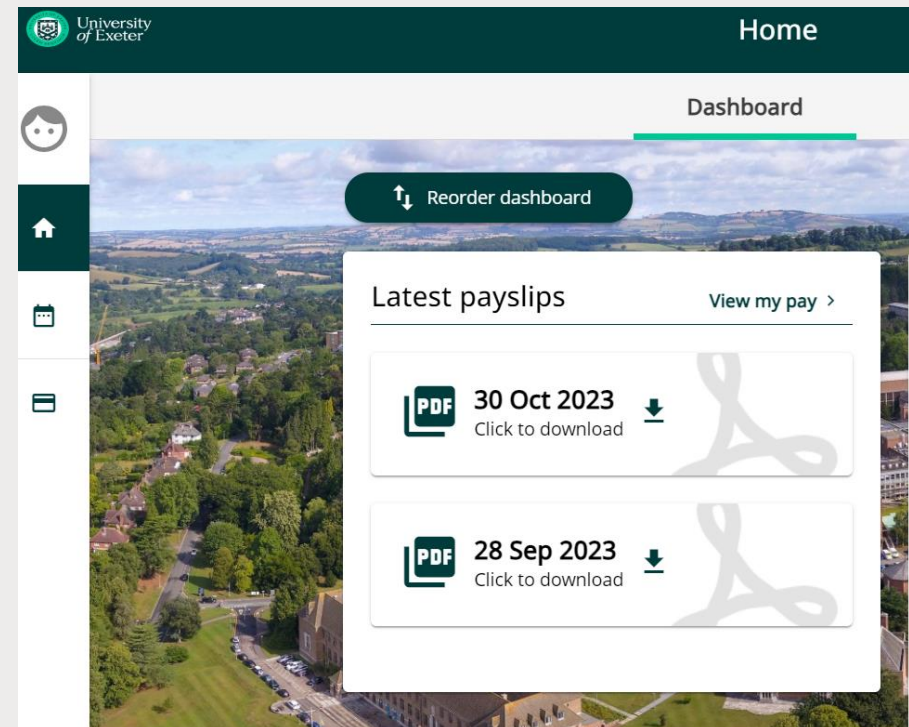 University
of Exeter
Home
Dashboard
Reorder dashboard
Latest payslips
View my pay >
PDF
30 Oct 2023
Click to download
PDF
28 Sep 2023
Click to download